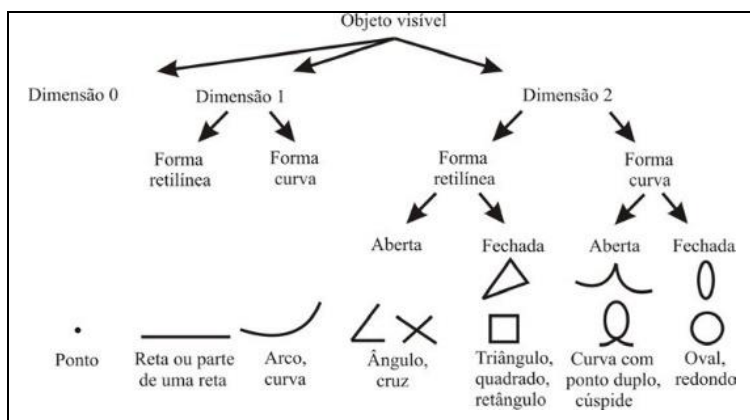 Objeto visível
Dimensão 0
Dimensão 1
Dimensão 2
Forma
retilínea
Forma
curva
Forma
retilínea
Forma
curva
Aberta
Fechada
Aberta
Fechada
Ponto
Reta ou parte
de uma reta
Arco,
curva
Ângulo,
cruz
Triângulo,
quadrado,
retângulo
Curva com
ponto duplo,
cúspide
Oval,
redondo